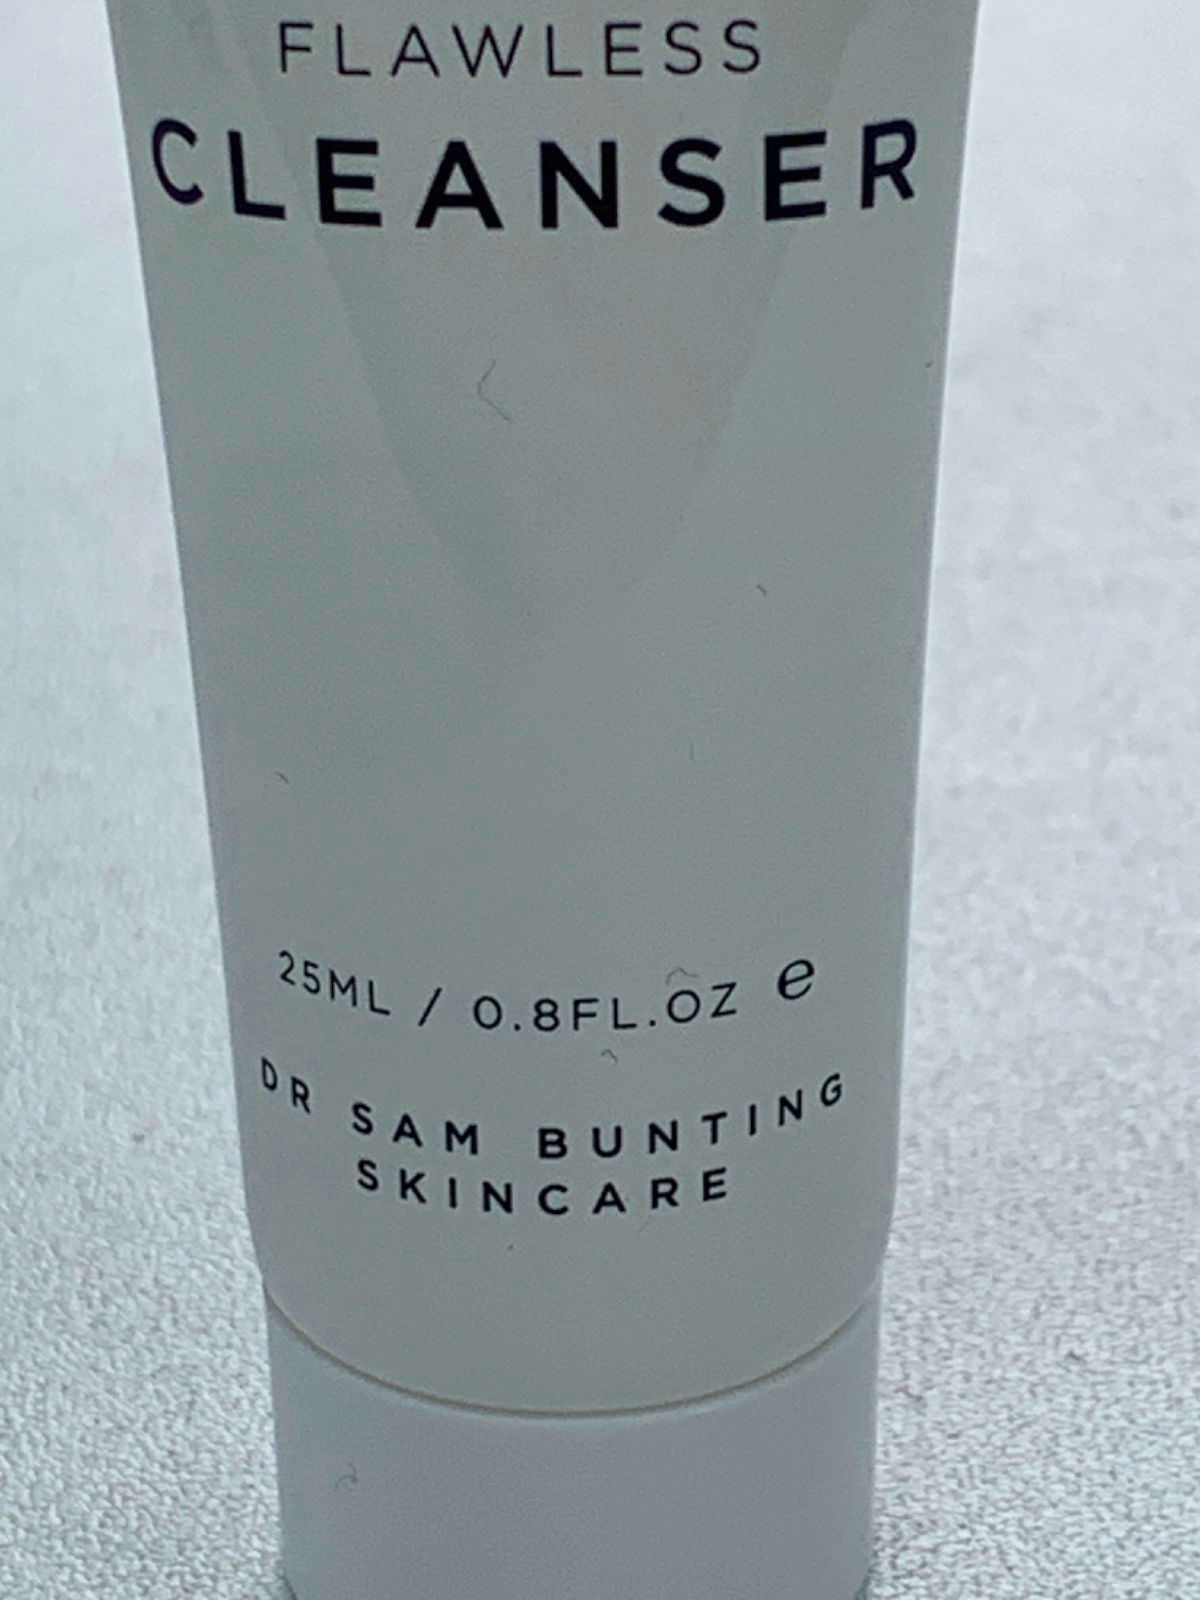 FLAWLESS
CLEANSER
25ML / 0.8FL.OZ e
DR SAM BUNTING
SKINCARE